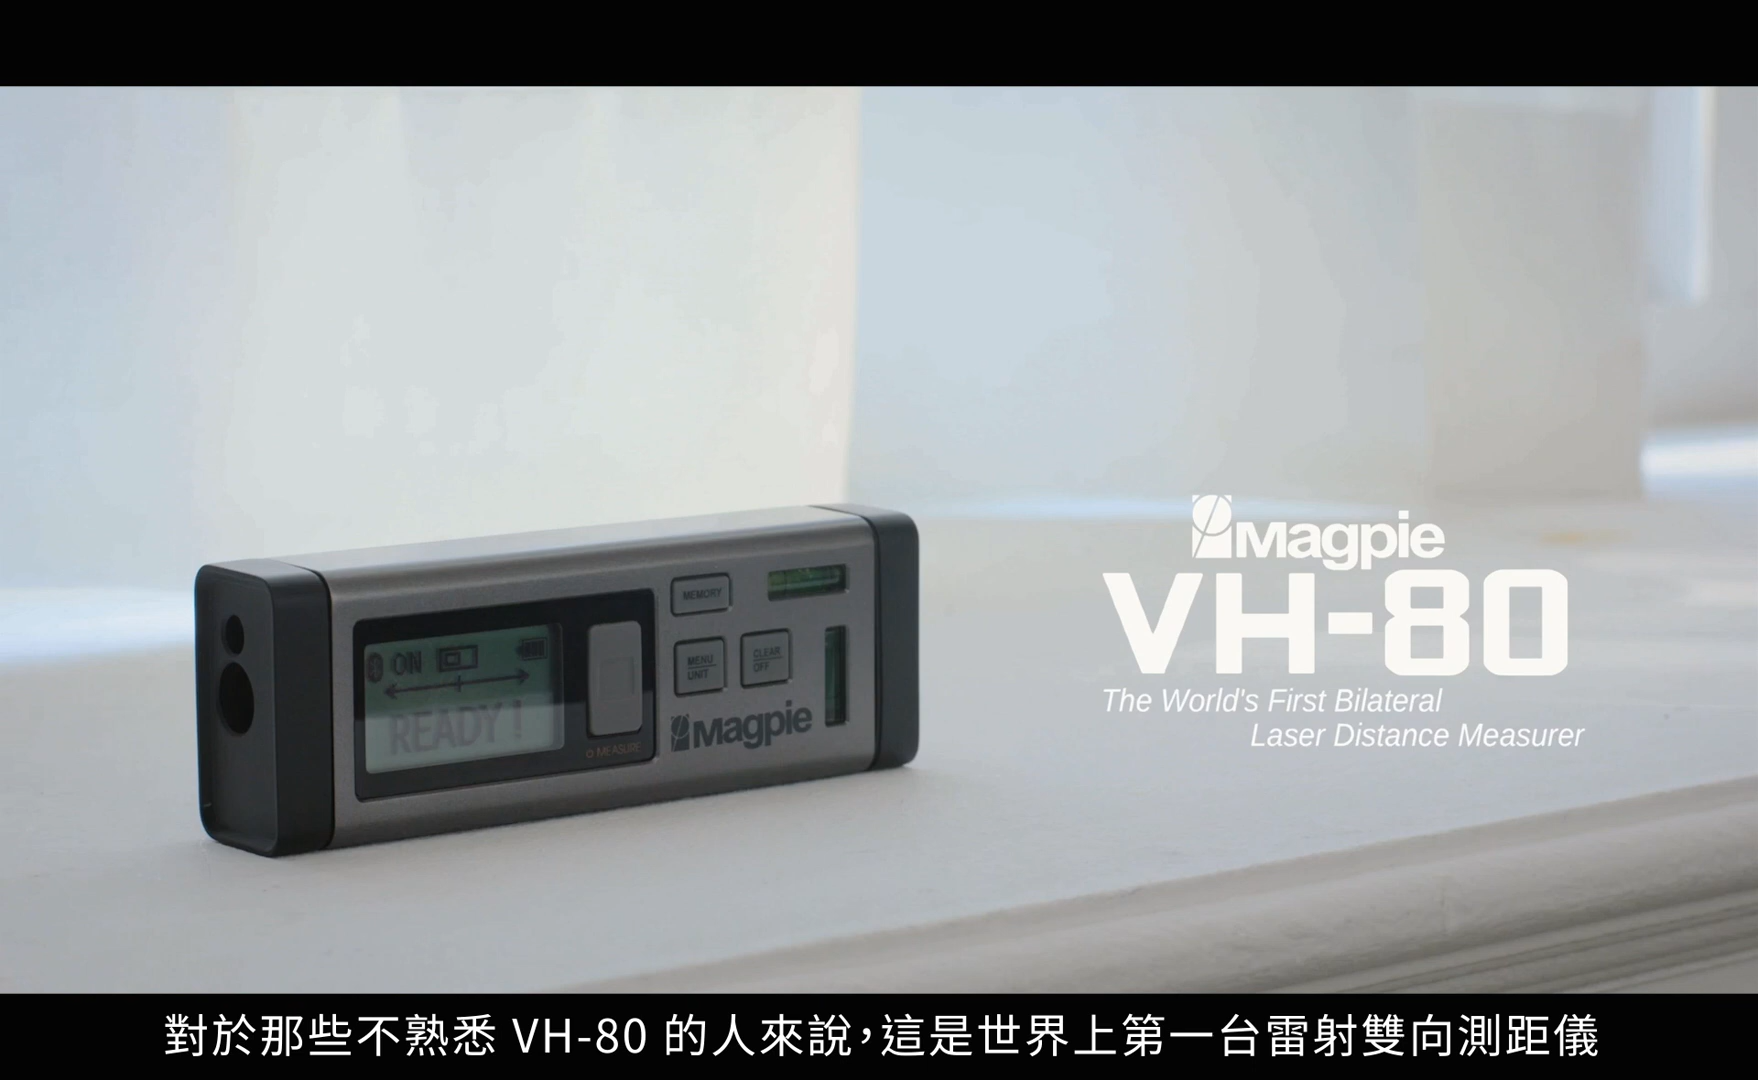 ON
READY !
MEASURE
MEMORY
MENU
UNIT
CLEAR
OFF
Magpie
Magpie
VH-80
The World's First Bilateral
Laser Distance Measurer
對於那些不熟悉 VH-80 的人來說，這是世界上第一台雷射雙向測距儀